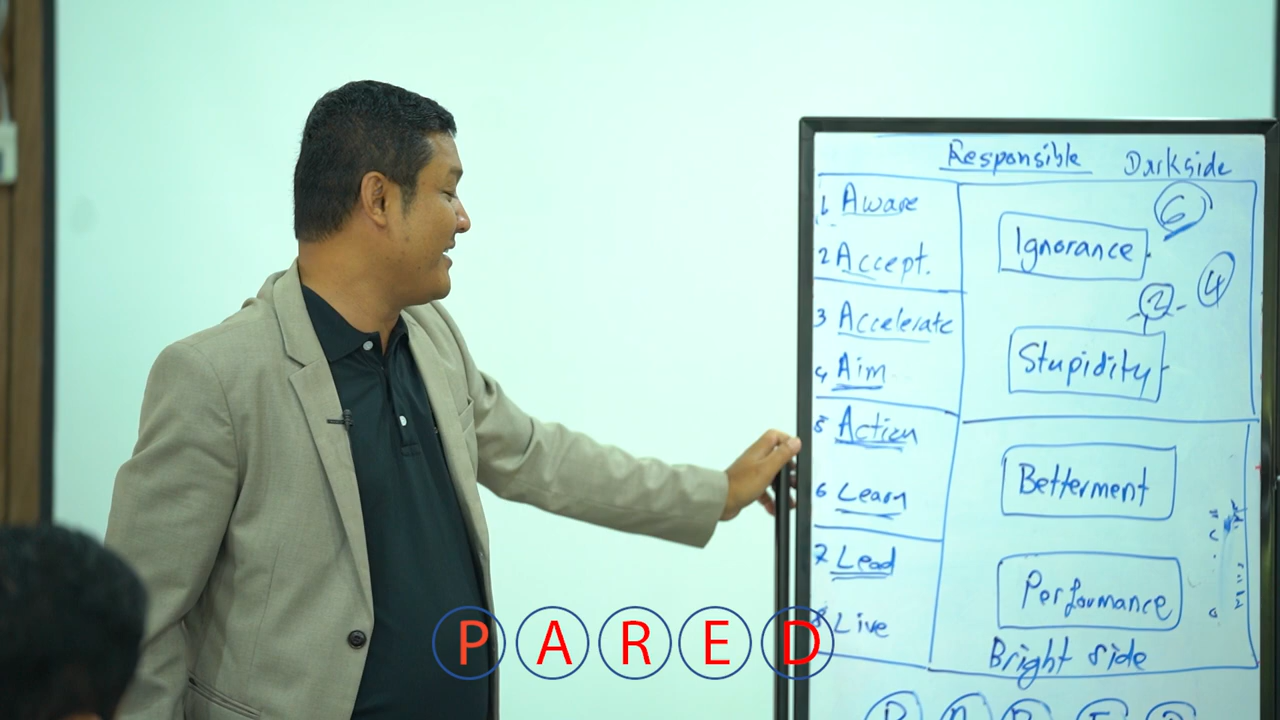 Responsible Darkside
1 Aware
2 Accept.
3 Accelerate
4 Aim
5 Action
6 Learn
7 Lead
8 Live
6
Ignorance
2 4
Stupidity
Betterment
Performance
Bright side
P A R E D